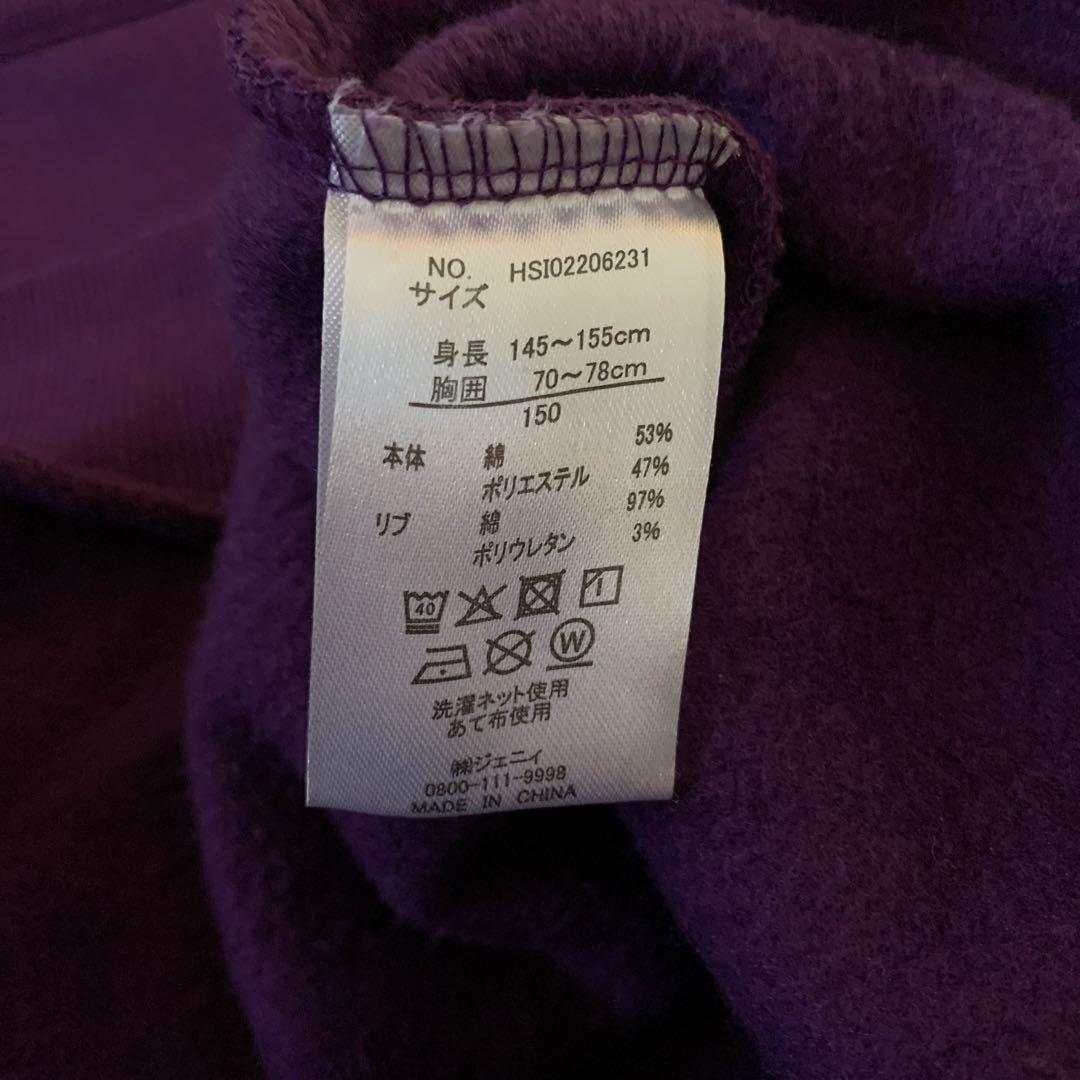 NO. HSI02206231
サイズ
身長 145～155cm
胸囲 70～78cm
150
本体 綿 53%
ポリエステル 47%
リブ 綿 97%
ポリウレタン 3%
40
W
洗濯ネット使用
あて布使用
㈱ジェニィ
0800-111-9998
MADE IN CHINA